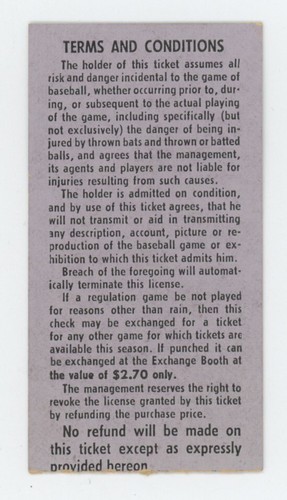 TERMS AND CONDITIONS
The holder of this ticket assumes all
risk and danger incidental to the game of
baseball, whether occurring prior to, dur-
ing, or subsequent to the actual playing
of the game, including specifically (but
not exclusively) the danger of being in-
jured by thrown bats and thrown or batted
balls, and agrees that the management,
its agents and players are not liable for
injuries resulting from such causes.
The holder is admitted on condition,
and by use of this ticket agrees, that he
will not transmit or aid in transmitting
any description, account, picture or re-
production of the baseball game or ex-
hibition to which this ticket admits him.
Breach of the foregoing will automat-
ically terminate this license.
If a regulation game be not played
for reasons other than rain, then this
check may be exchanged for a ticket
for any other game for which tickets are
available this season. If punched it can
be exchanged at the Exchange Booth at
the value of $2.70 only.
The management reserves the right to
revoke the license granted by this ticket
by refunding the purchase price.
No refund will be made on
this ticket except as expressly
provided hereon